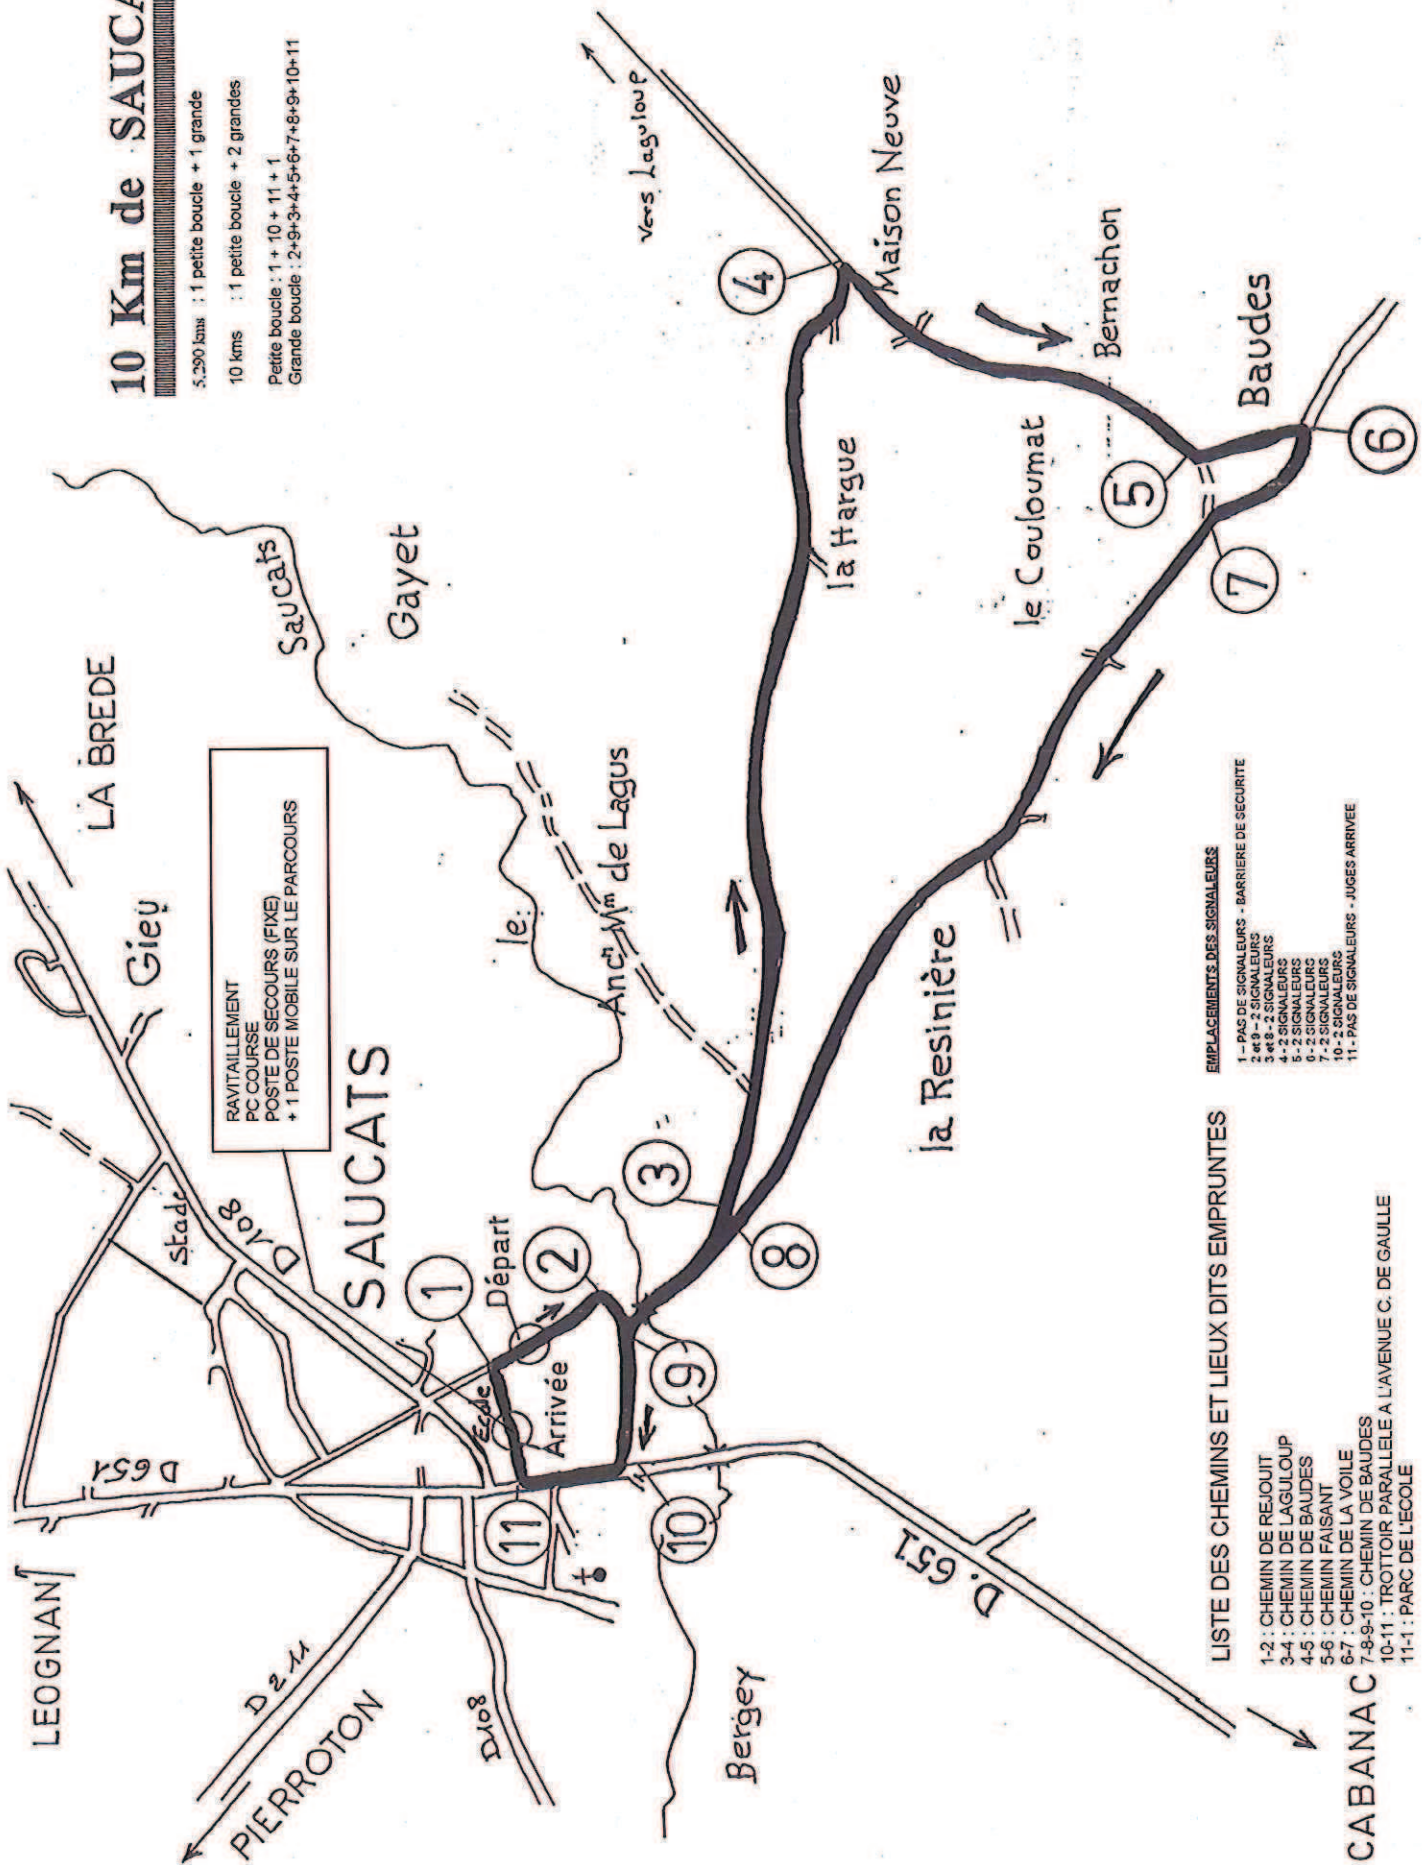 10 Km de SAUCA
5.290 kms : 1 petite boucle + 1 grande
10 kms : 1 petite boucle + 2 grandes
Petite boucle : 1 + 10 + 11 + 1
Grande boucle : 2+9+3+4+5+6+7+8+9+10+11
LEOGNAN
LA BREDE
Gieu
Stade
D108
D651
D211
PIERROTON
D108
RAVITAILLEMENT
PC COURSE
POSTE DE SECOURS (FIXE)
+ 1 POSTE MOBILE SUR LE PARCOURS
SAUCATS
Saucats
le
Gayet
Ancn Mm de Lagus
Vers Laguloup
Ecole
Départ
Arrivée
1
2
3
4
5
6
7
8
9
10
11
Maison Neuve
la Hargue
Bernachon
le Couloumat
Baudes
la Resinière
Bergey
D.651
CABANAC
LISTE DES CHEMINS ET LIEUX DITS EMPRUNTES
1-2 : CHEMIN DE REJOUIT
3-4 : CHEMIN DE LAGULOUP
4-5 : CHEMIN DE BAUDES
5-6 : CHEMIN FAISANT
6-7 : CHEMIN DE LA VOILE
7-8-9-10 : CHEMIN DE BAUDES
10-11 : TROTTOIR PARALLELE A L'AVENUE C. DE GAULLE
11-1 : PARC DE L'ECOLE
EMPLACEMENTS DES SIGNALEURS
1 - PAS DE SIGNALEURS - BARRIERE DE SECURITE
2 et 9 - 2 SIGNALEURS
3 et 8 - 2 SIGNALEURS
4 - 2 SIGNALEURS
5 - 2 SIGNALEURS
6 - 2 SIGNALEURS
7 - 2 SIGNALEURS
10 - 2 SIGNALEURS
11 - PAS DE SIGNALEURS - JUGES ARRIVEE